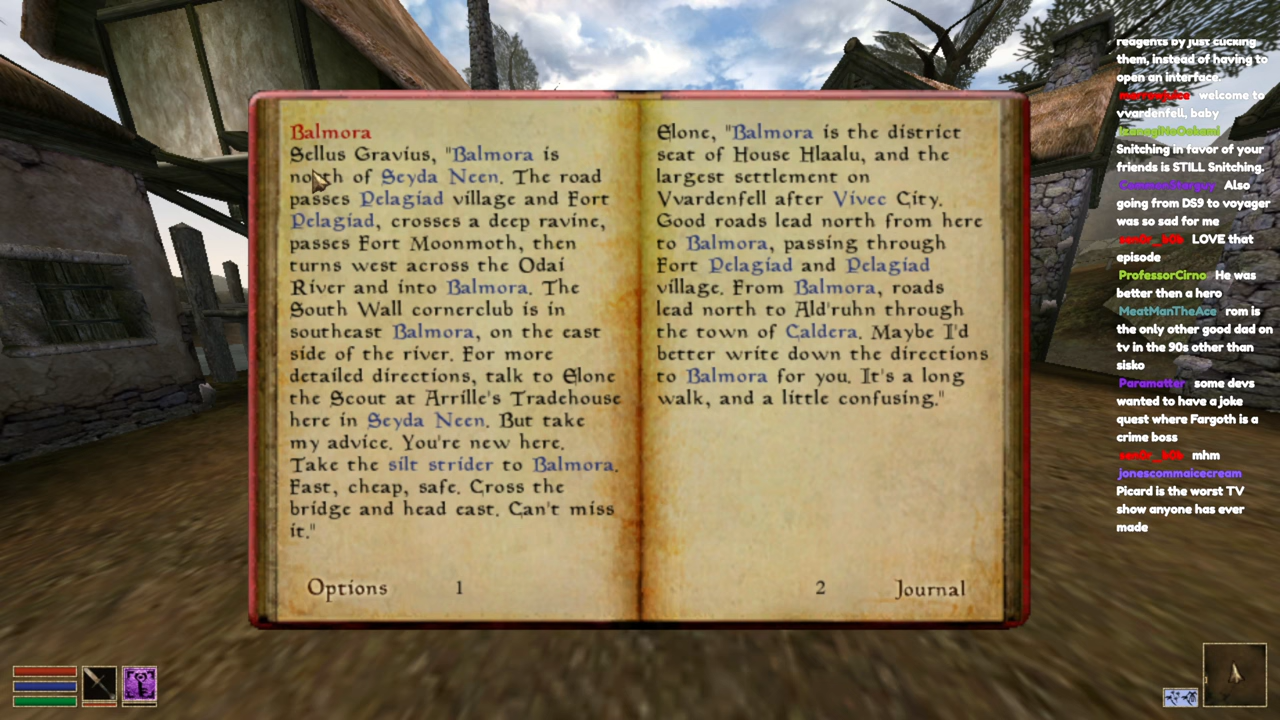 Balmora
Sellus Gravius, "Balmora is
north of Seyda Neen. The road
passes Pelagiad village and Fort
Pelagiad, crosses a deep ravine,
passes Fort Moonmoth, then
turns west across the Odai
River and into Balmora. The
South Wall cornerclub is in
southeast Balmora, on the east
side of the river. For more
detailed directions, talk to Elone
the Scout at Arrille's Tradehouse
here in Seyda Neen. But take
my advice. You're new here.
Take the silt strider to Balmora.
Fast, cheap, safe. Cross the
bridge and head east. Can't miss
it."
Options
1
Elone, "Balmora is the district
seat of House Hlaalu, and the
largest settlement on
Vvardenfell after Vivec City.
Good roads lead north from here
to Balmora, passing through
Fort Pelagiad and Pelagiad
village. From Balmora, roads
lead north to Ald'ruhn through
the town of Caldera. Maybe I'd
better write down the directions
to Balmora for you. It's a long
walk, and a little confusing."
2
Journal
reagents by just clicking
them, instead of having to
open an interface.
welcome to
vvardenfell, baby
Snitching in favor of your
friends is STILL Snitching.
Also
going from DS9 to voyager
was so sad for me
LOVE that
episode
ProfessorCirno He was
better then a hero
MeatManTheAce rom is
the only other good dad on
tv in the 90s other than
sisko
Paramatter some devs
wanted to have a joke
quest where Fargoth is a
crime boss
mhm
jonescommaicecream
Picard is the worst TV
show anyone has ever
made